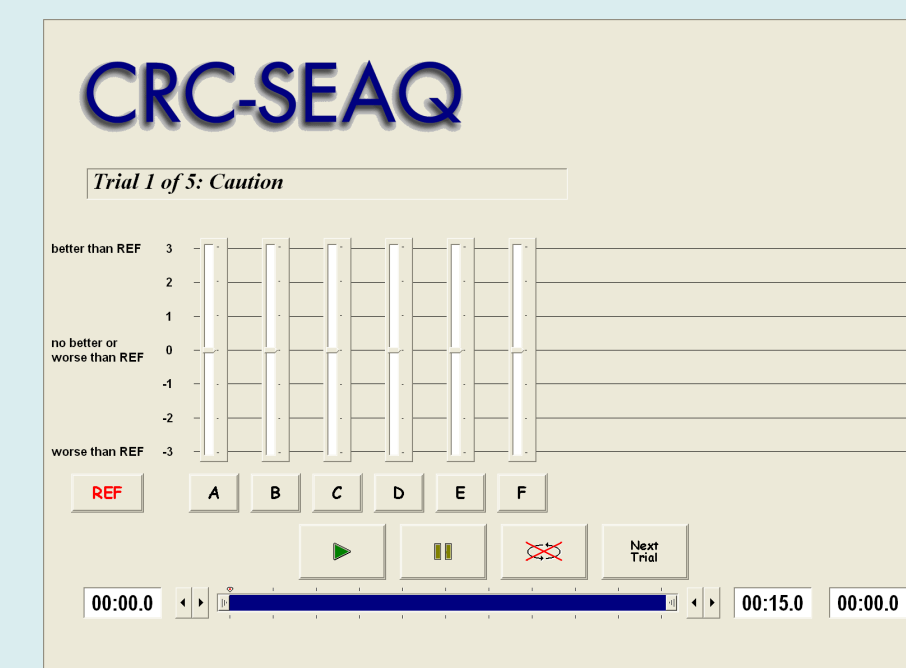 CRC-SEAQ
Trial 1 of 5: Caution
better than REF 3
2
1
no better or
worse than REF 0
-1
-2
worse than REF -3
REF A B C D E F
Next
Trial
00:00.0 00:15.0 00:00.0